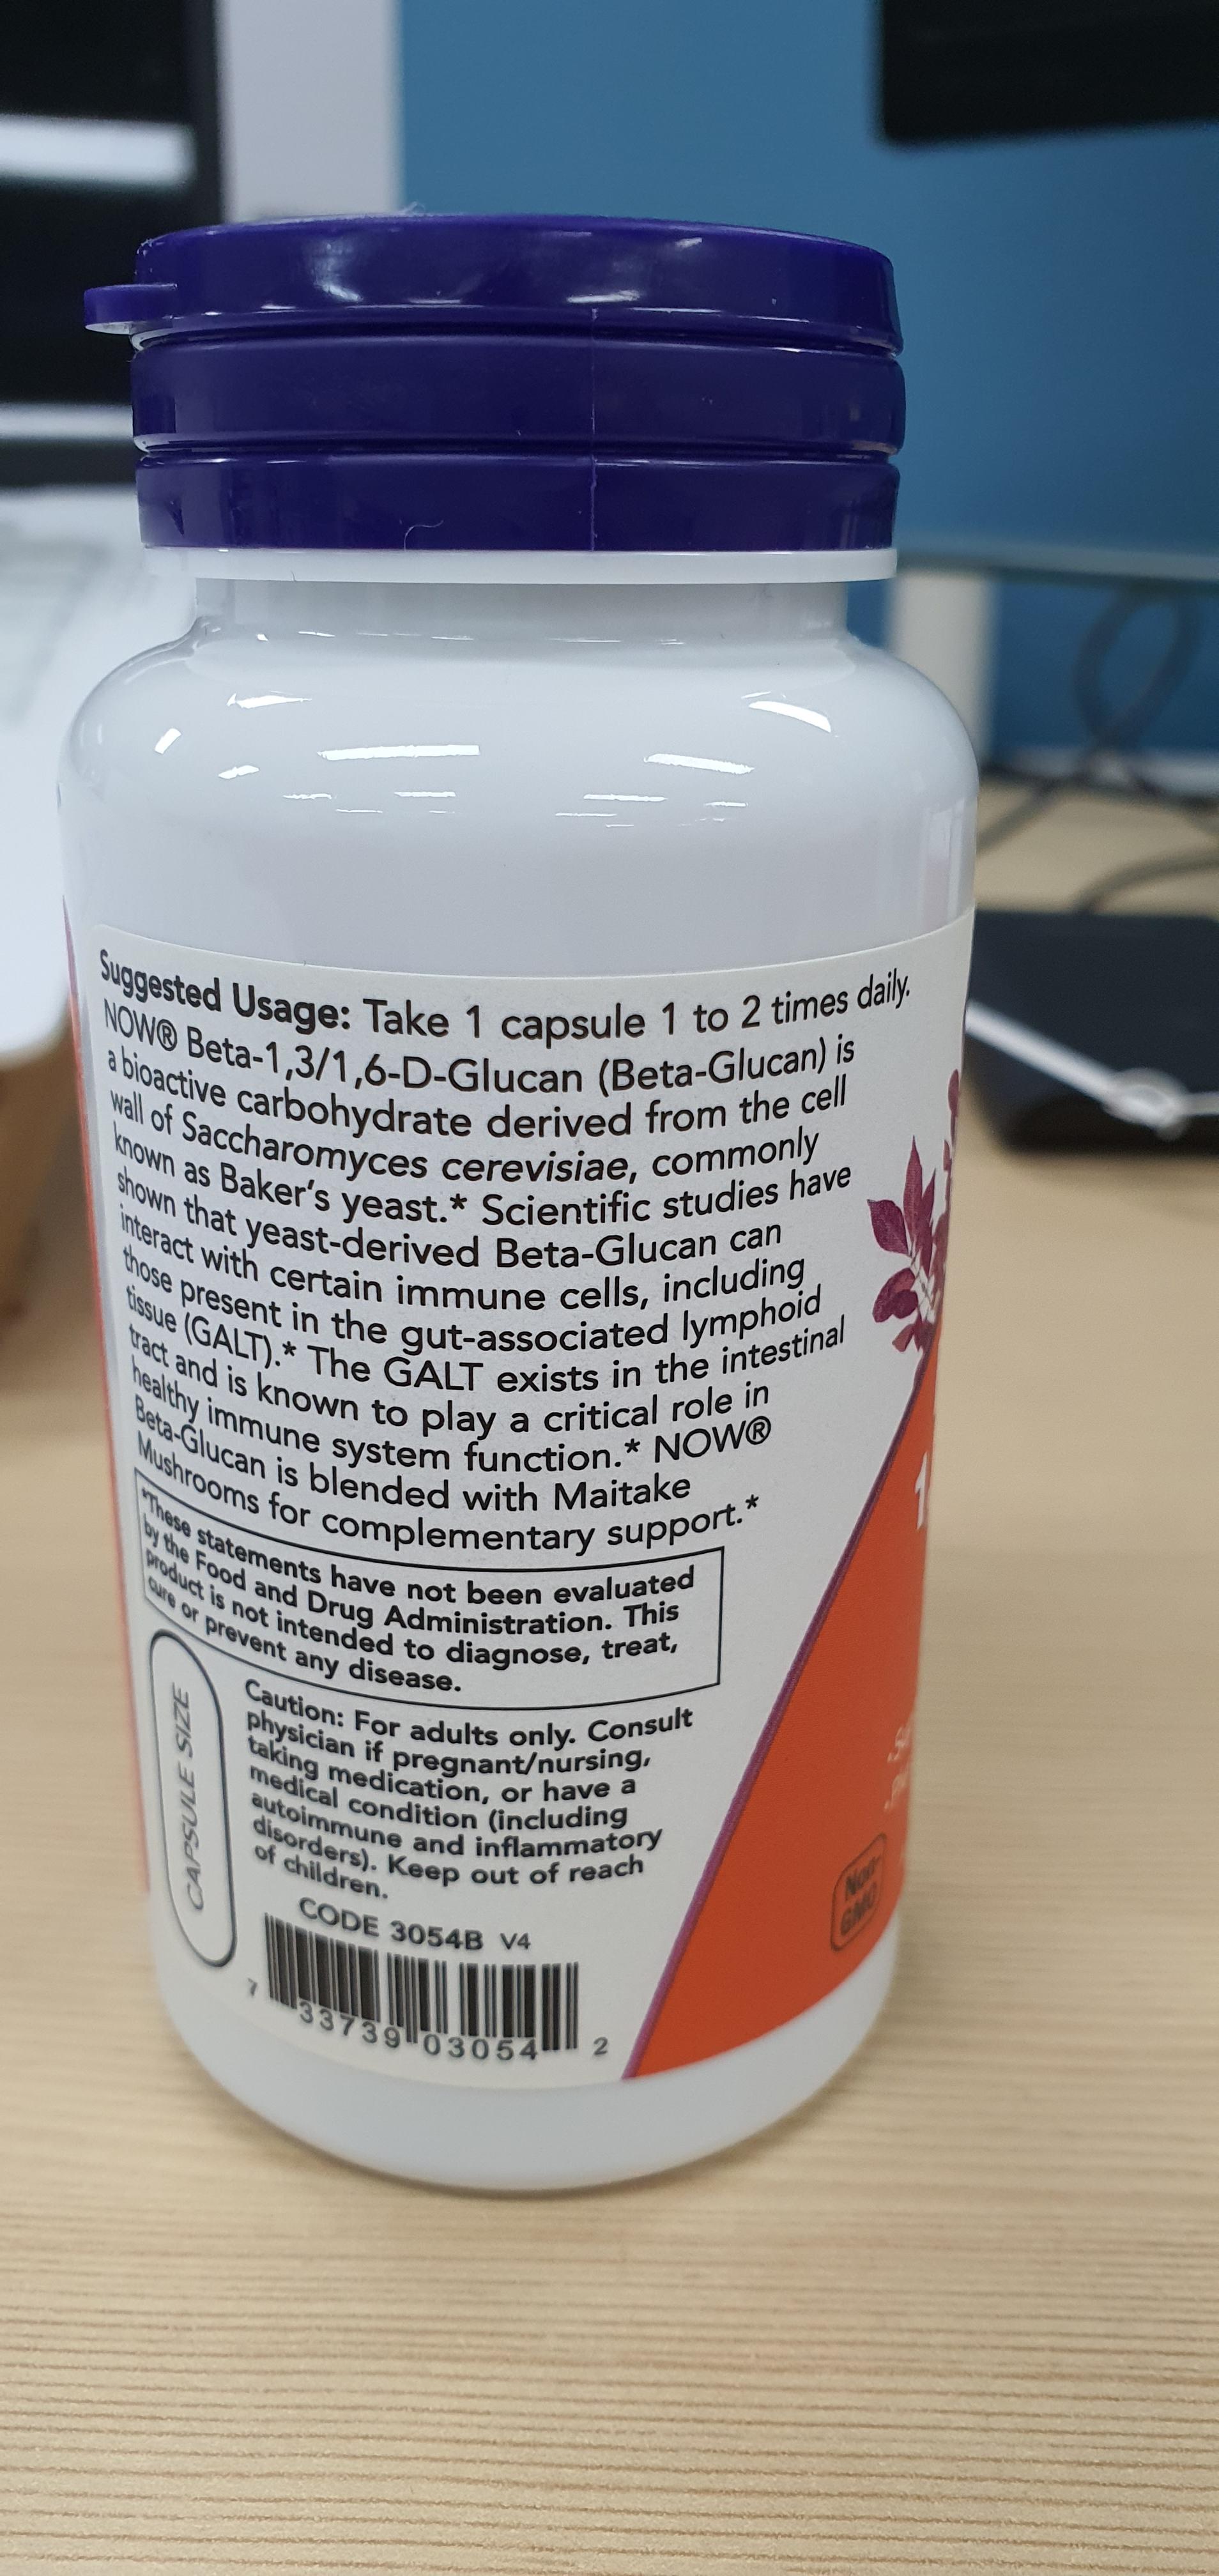 Suggested Usage: Take 1 capsule 1 to 2 times daily.
NOW® Beta-1,3/1,6-D-Glucan (Beta-Glucan) is
a bioactive carbohydrate derived from the cell
wall of Saccharomyces cerevisiae, commonly
known as Baker's yeast.* Scientific studies have
shown that yeast-derived Beta-Glucan can
interact with certain immune cells, including
those present in the gut-associated lymphoid
tissue (GALT).* The GALT exists in the intestinal
tract and is known to play a critical role in
healthy immune system function.* NOW®
Beta-Glucan is blended with Maitake
Mushrooms for complementary support.*
*These statements have not been evaluated
by the Food and Drug Administration. This
product is not intended to diagnose, treat,
cure or prevent any disease.
CAPSULE SIZE
Caution: For adults only. Consult
physician if pregnant/nursing,
taking medication, or have a
medical condition (including
autoimmune and inflammatory
disorders). Keep out of reach
of children.
CODE 3054B V4
7 33739 03054 2
Non-
GMO